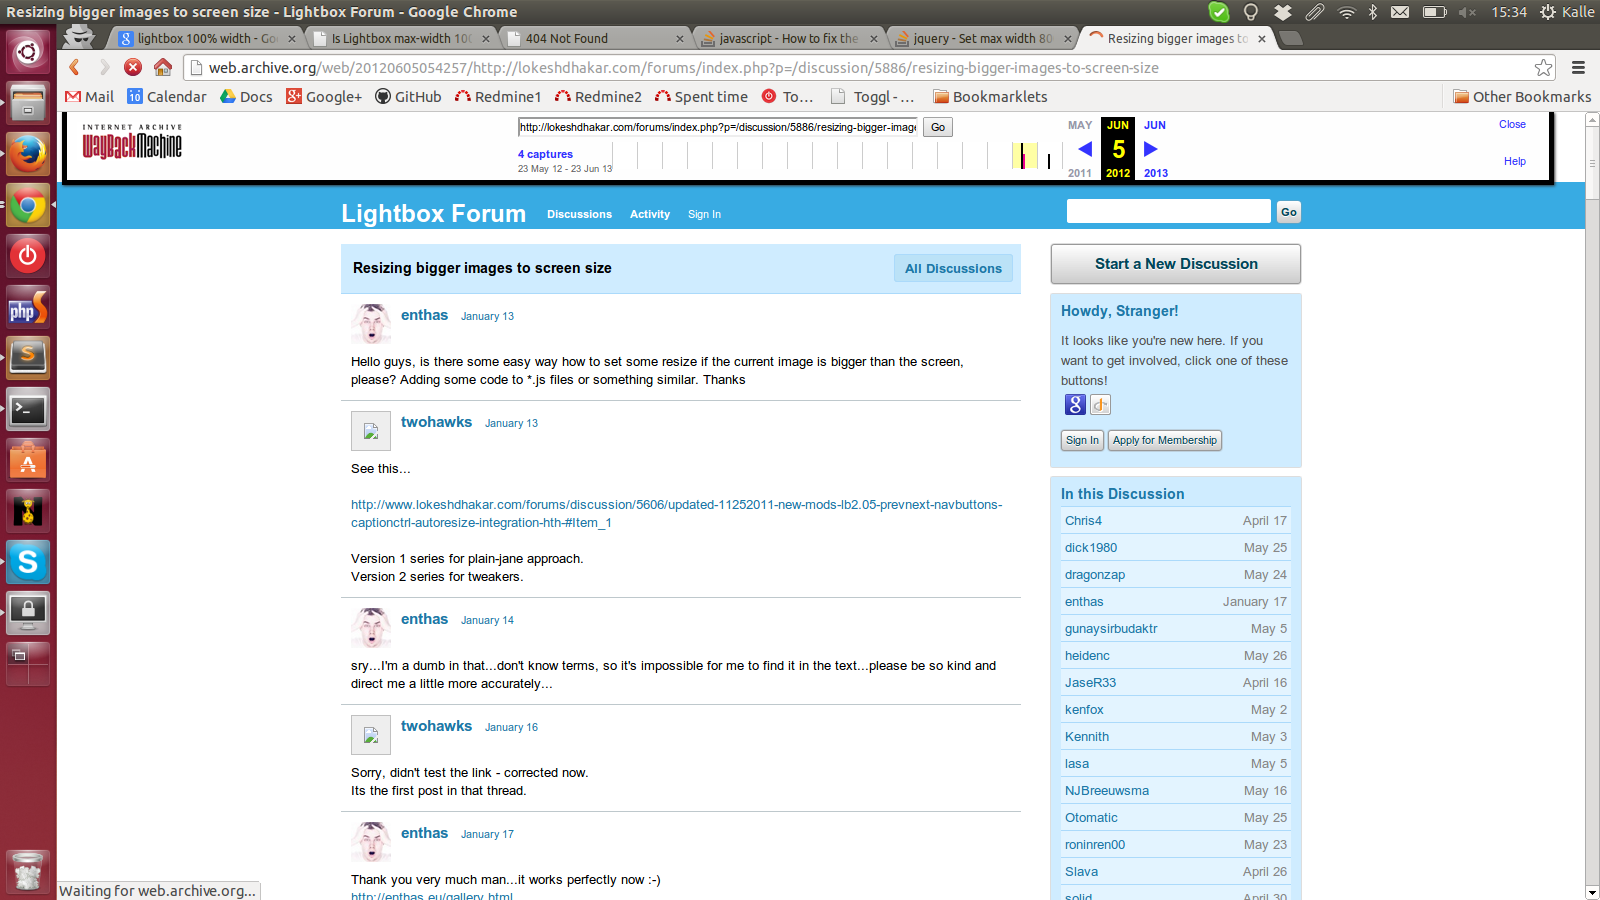 Resizing bigger images to screen size - Lightbox Forum - Google Chrome
15:34 Kalle
lightbox 100% width - Go
Is Lightbox max-width 100
404 Not Found
javascript - How to fix the
jquery - Set max width 80
Resizing bigger images to
web.archive.org/web/20120605054257/http://lokeshdhakar.com/forums/index.php?p=/discussion/5886/resizing-bigger-images-to-screen-size
Mail Calendar Docs Google+ GitHub Redmine1 Redmine2 Spent time To... Toggl -... Bookmarklets Other Bookmarks
INTERNET ARCHIVE
WayBackMachine
http://lokeshdhakar.com/forums/index.php?p=/discussion/5886/resizing-bigger-image
Go
4 captures
23 May 12 - 23 Jun 13
MAY JUN JUN
5
2011 2012 2013
Close
Help
Lightbox Forum Discussions Activity Sign In
Go
Resizing bigger images to screen size
All Discussions
enthas January 13
Hello guys, is there some easy way how to set some resize if the current image is bigger than the screen,
please? Adding some code to *.js files or something similar. Thanks
twohawks January 13
See this...
http://www.lokeshdhakar.com/forums/discussion/5606/updated-11252011-new-mods-lb2.05-prevnext-navbuttons-
captionctrl-autoresize-integration-hth-#Item_1
Version 1 series for plain-jane approach.
Version 2 series for tweakers.
enthas January 14
sry...I'm a dumb in that...don't know terms, so it's impossible for me to find it in the text...please be so kind and
direct me a little more accurately...
twohawks January 16
Sorry, didn't test the link - corrected now.
Its the first post in that thread.
enthas January 17
Thank you very much man...it works perfectly now :-)
http://enthas.eu/gallery.html
Start a New Discussion
Howdy, Stranger!
It looks like you're new here. If you
want to get involved, click one of these
buttons!
Sign In Apply for Membership
In this Discussion
Chris4 April 17
dick1980 May 25
dragonzap May 24
enthas January 17
gunaysirbudaktr May 5
heidenc May 26
JaseR33 April 16
kenfox May 2
Kennith May 3
lasa May 5
NJBreeuwsma May 16
Otomatic May 25
roninren00 May 23
Slava April 26
solid April 30
Waiting for web.archive.org...